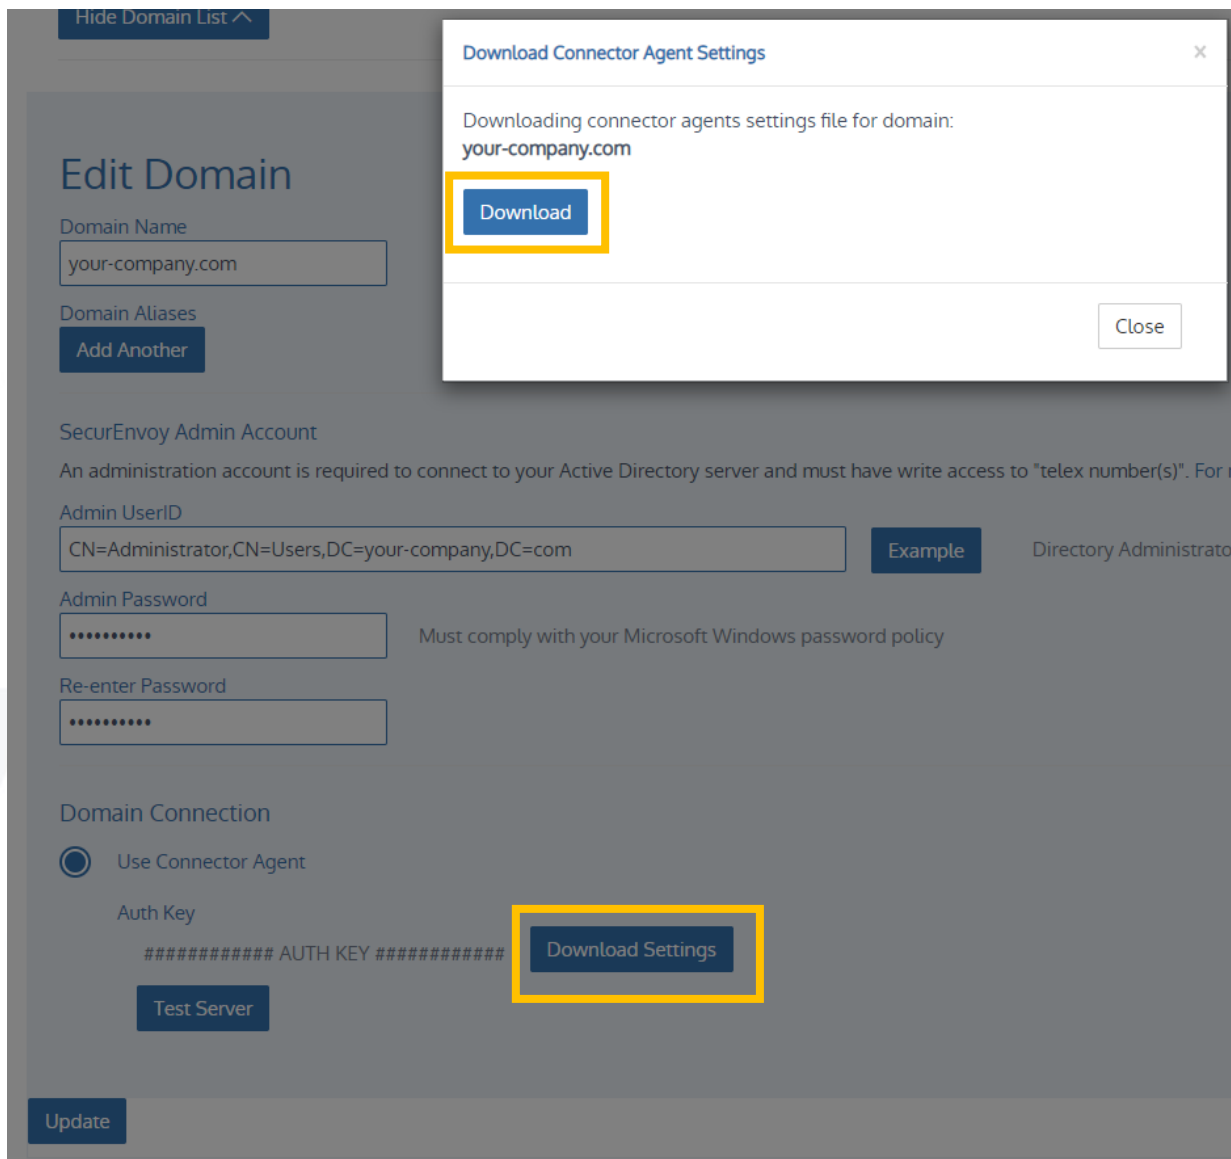 Hide Domain List
Download Connector Agent Settings
×
Downloading connector agents settings file for domain:
your-company.com
Download
Close
Edit Domain
Domain Name
your-company.com
Domain Aliases
Add Another
SecurEnvoy Admin Account
An administration account is required to connect to your Active Directory server and must have write access to "telex number(s)". For
Admin UserID
CN=Administrator,CN=Users,DC=your-company,DC=com
Example
Directory Administrato
Admin Password
••••••••••
Must comply with your Microsoft Windows password policy
Re-enter Password
••••••••••
Domain Connection
Use Connector Agent
Auth Key
############ AUTH KEY ############
Download Settings
Test Server
Update